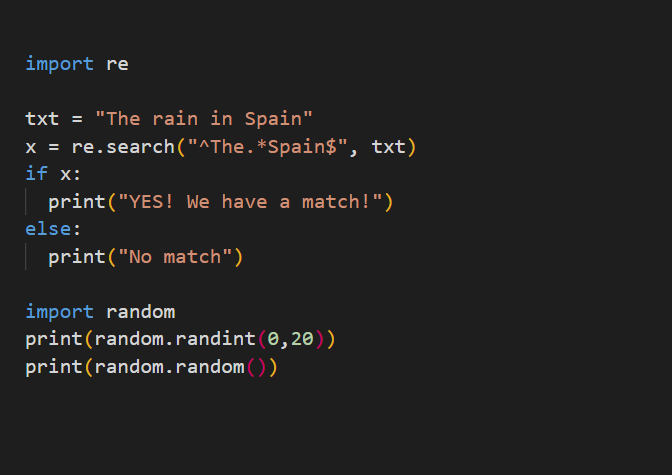 import re
txt = "The rain in Spain"
x = re.search("^The.*Spain$", txt)
if x:
  print("YES! We have a match!")
else:
  print("No match")
import random
print(random.randint(0,20))
print(random.random())